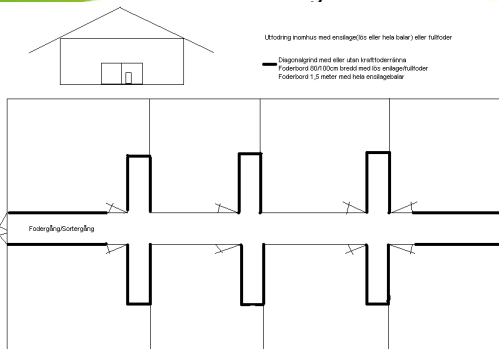 Utfodring inomhus med ensilage(lös eller hela balar) eller fullfoder
Diagonalgrind med eller utan kraftfoderränna
Foderbord 80/100cm bredd med lös enilage/fullfoder
Foderbord 1,5 meter med hela ensilagebalar
Fodergång/Sortergång